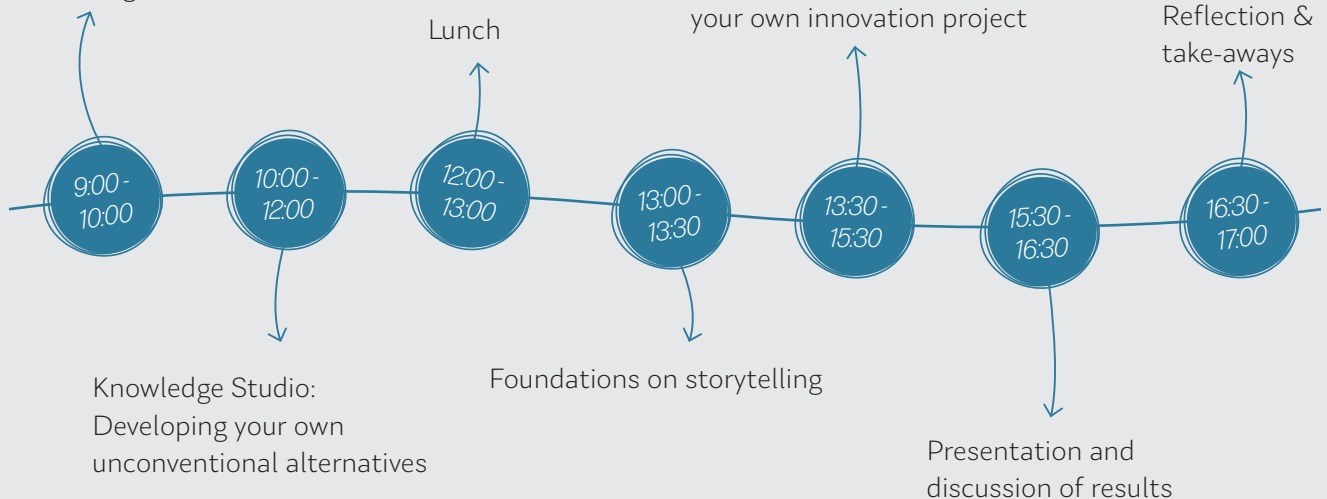 your own innovation project
Reflection &
take-aways
Lunch
9:00 -
10:00
10:00 -
12:00
12:00 -
13:00
13:00 -
13:30
13:30 -
15:30
15:30 -
16:30
16:30 -
17:00
Knowledge Studio:
Developing your own
unconventional alternatives
Foundations on storytelling
Presentation and
discussion of results